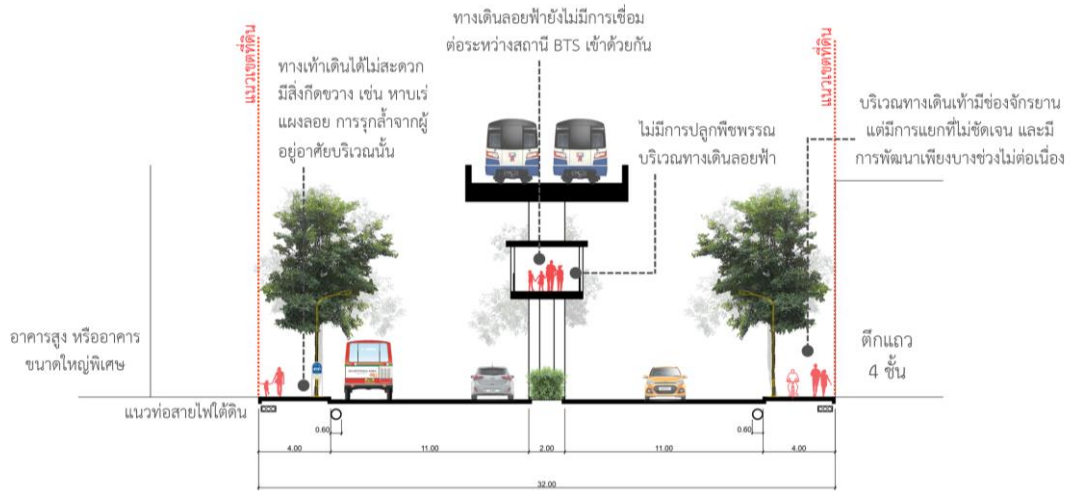 ทางเดินลอยฟ้ายังไม่มีการเชื่อม
ต่อระหว่างสถานี BTS เข้าด้วยกัน
แนวเขตที่ดิน
ทางเท้าเดินได้ไม่สะดวก
มีสิ่งกีดขวาง เช่น หาบเร่
แผงลอย การรุกล้ำจากผู้
อยู่อาศัยบริเวณนั้น
ไม่มีการปลูกพืชพรรณ
บริเวณทางเดินลอยฟ้า
แนวเขตที่ดิน
บริเวณทางเดินเท้ามีช่องจักรยาน
แต่มีการแยกที่ไม่ชัดเจน และมี
การพัฒนาเพียงบางช่วงไม่ต่อเนื่อง
อาคารสูง หรืออาคาร
ขนาดใหญ่พิเศษ
ตึกแถว
4 ชั้น
แนวท่อสายไฟใต้ดิน
0.60
0.60
4.00
11.00
2.00
11.00
4.00
32.00